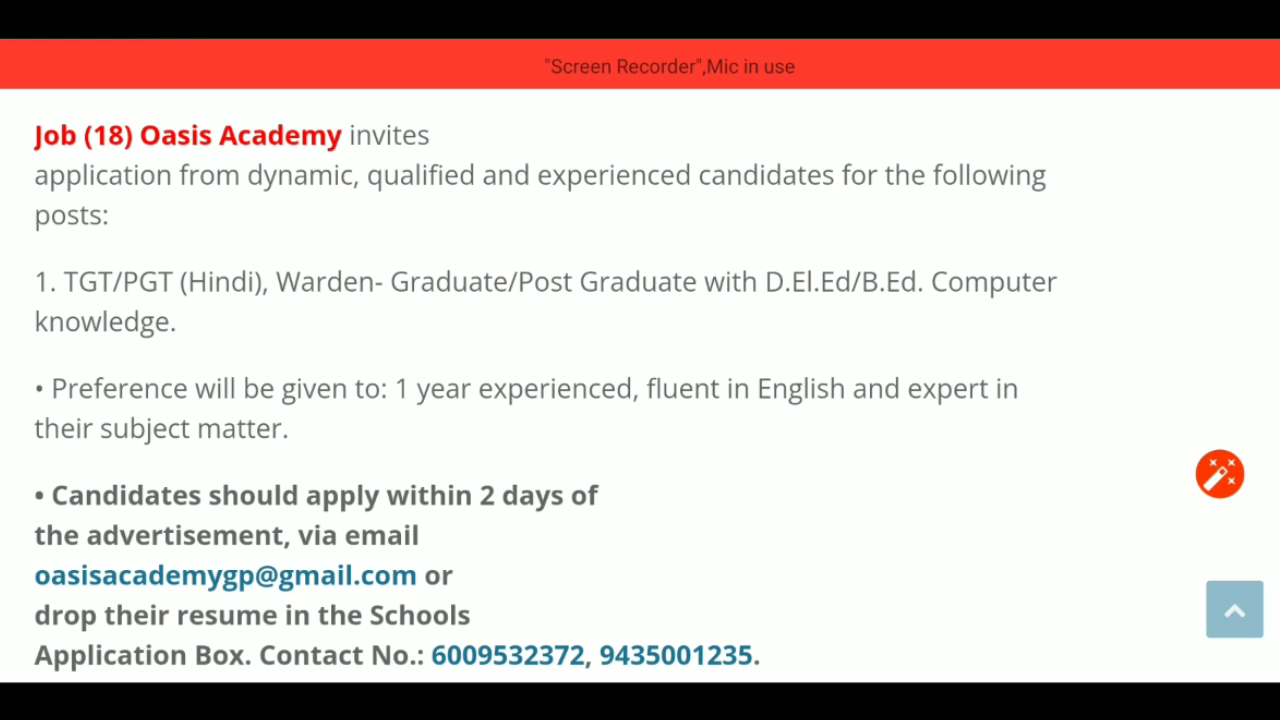 "Screen Recorder",Mic in use
Job (18) Oasis Academy invites
application from dynamic, qualified and experienced candidates for the following
posts:
1. TGT/PGT (Hindi), Warden- Graduate/Post Graduate with D.El.Ed/B.Ed. Computer
knowledge.
• Preference will be given to: 1 year experienced, fluent in English and expert in
their subject matter.
• Candidates should apply within 2 days of
the advertisement, via email
oasisacademygp@gmail.com or
drop their resume in the Schools
Application Box. Contact No.: 6009532372, 9435001235.